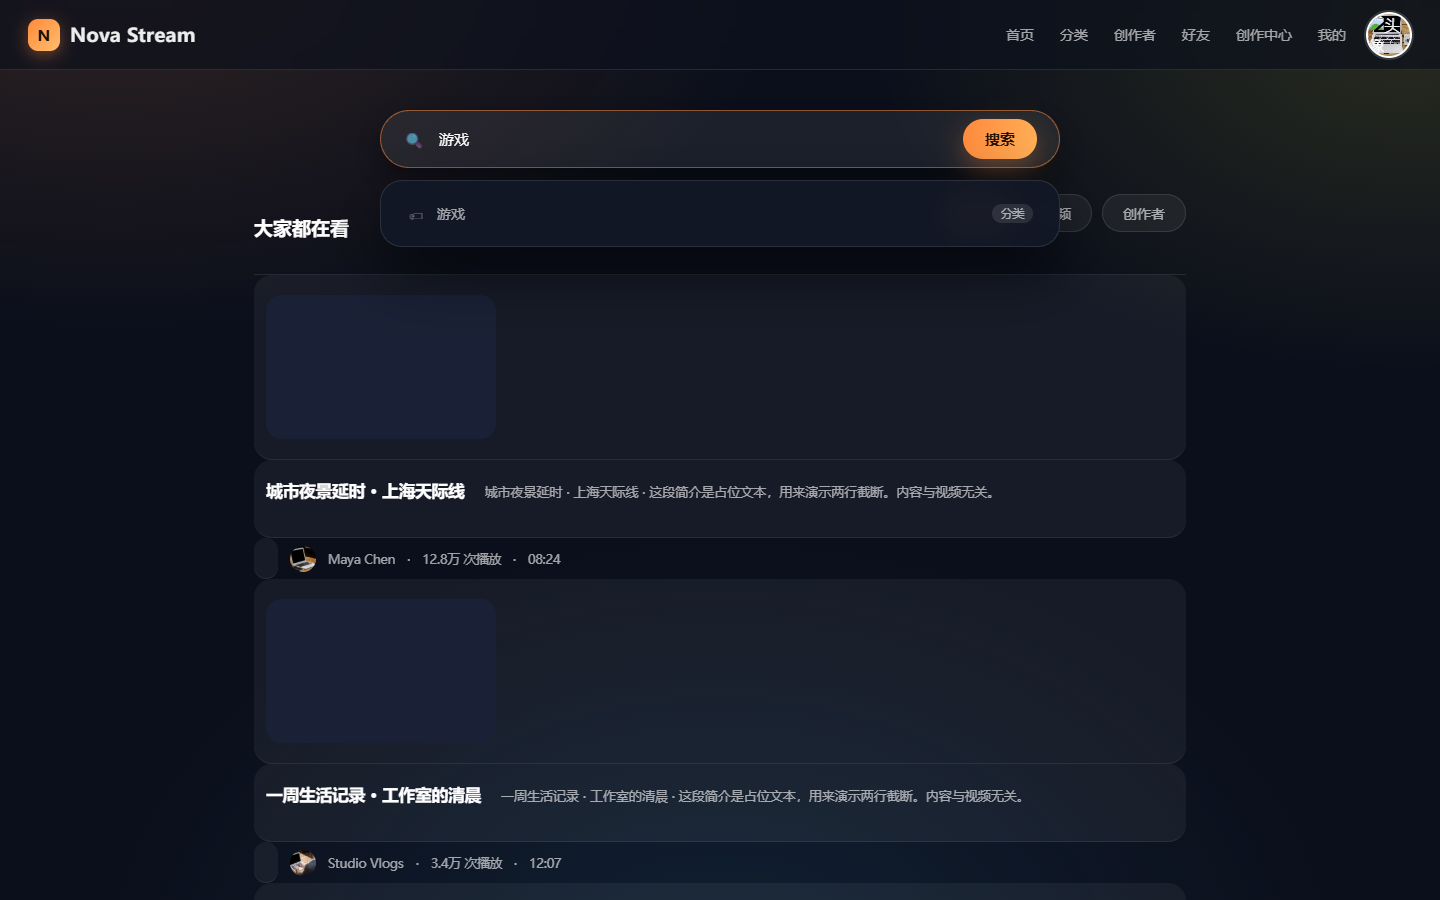 N Nova Stream 首页 分类 创作者 好友 创作中心 我的
游戏 搜索
游戏 分类
大家都在看 创作者
城市夜景延时 · 上海天际线 城市夜景延时 · 上海天际线 · 这段简介是占位文本，用来演示两行截断。内容与视频无关。
Maya Chen · 12.8万 次播放 · 08:24
一周生活记录 · 工作室的清晨 一周生活记录 · 工作室的清晨 · 这段简介是占位文本，用来演示两行截断。内容与视频无关。
Studio Vlogs · 3.4万 次播放 · 12:07